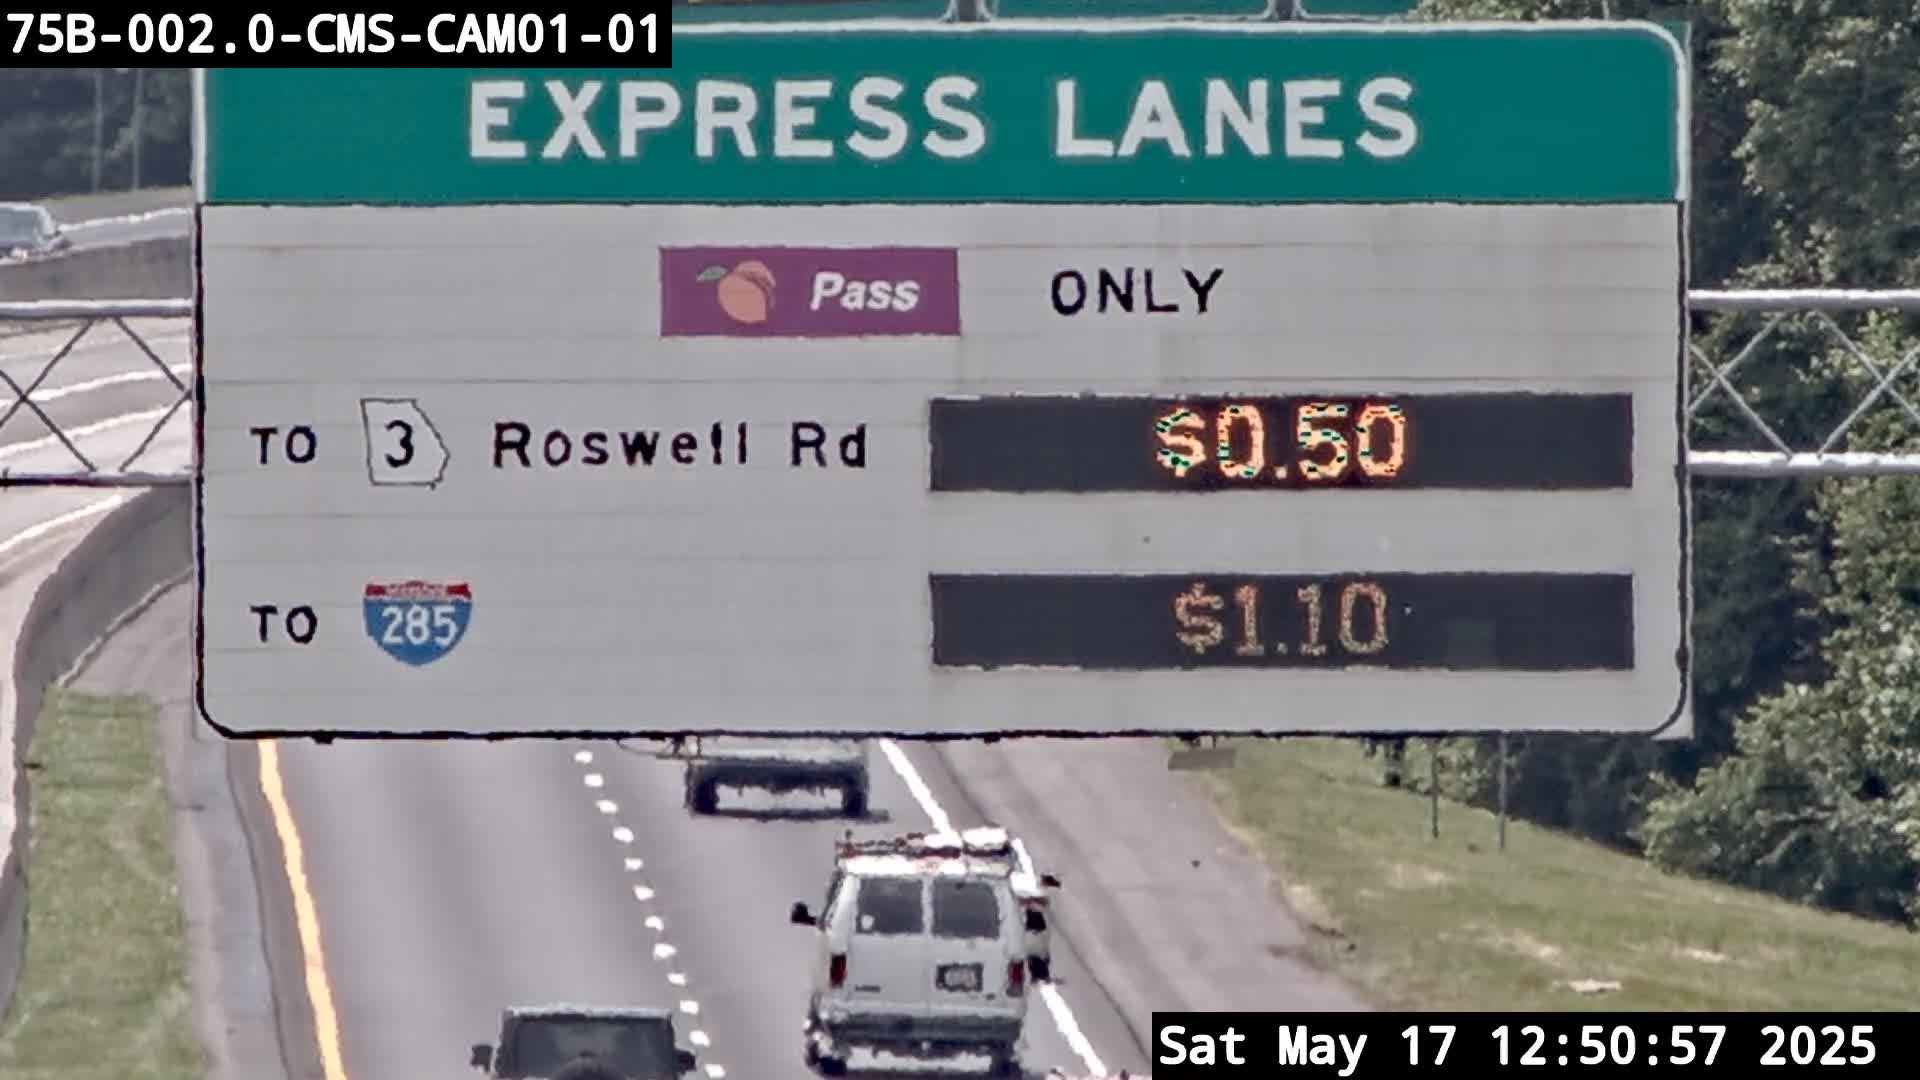 75B-002.0-CMS-CAM01-01
EXPRESS LANES
Pass ONLY
TO 3 Roswell Rd $0.50
TO 285 $1.10
Sat May 17 12:50:57 2025